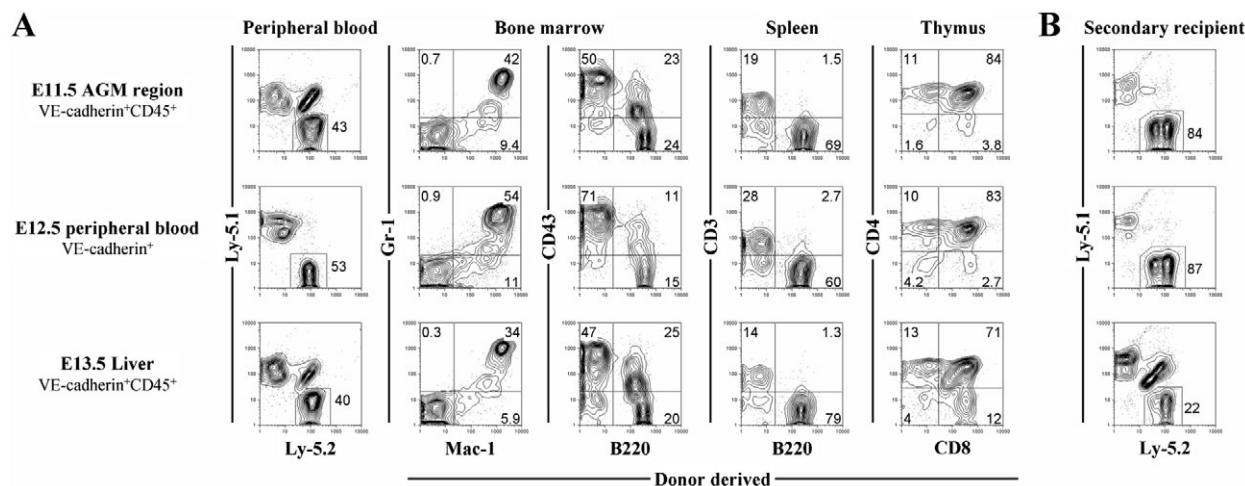 A
B
Peripheral blood
Bone marrow
Spleen
Thymus
Secondary recipient
E11.5 AGM region
VE-cadherin⁺CD45⁺
43
0.7 42
9.4
50 23
24
19 1.5
69
11 84
1.6 3.8
84
E12.5 peripheral blood
VE-cadherin⁺
53
0.9 54
11
71 11
15
28 2.7
60
10 83
4.2 2.7
87
E13.5 Liver
VE-cadherin⁺CD45⁺
40
0.3 34
5.9
47 25
20
14 1.3
79
13 71
4 12
22
Ly-5.1
Gr-1
CD43
CD3
CD4
Ly-5.1
Ly-5.2
Mac-1
B220
B220
CD8
Ly-5.2
Donor derived